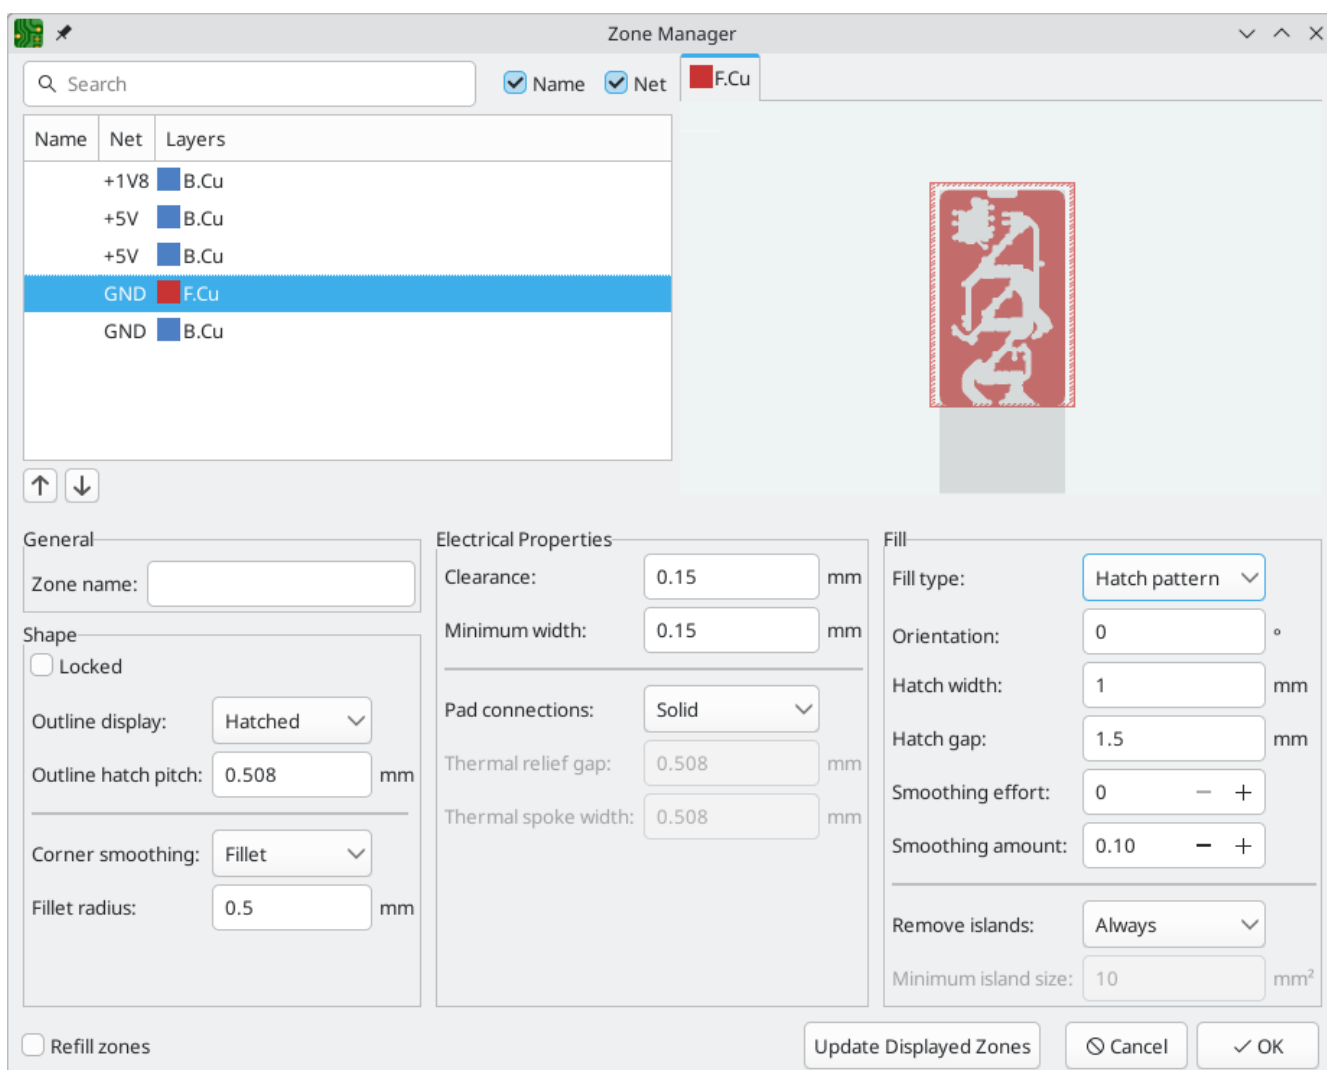 Zone Manager
Search
Name
Net
F.Cu
Name Net Layers
+1V8 B.Cu
+5V B.Cu
+5V B.Cu
GND F.Cu
GND B.Cu
General
Zone name:
Shape
Locked
Outline display: Hatched
Outline hatch pitch: 0.508 mm
Corner smoothing: Fillet
Fillet radius: 0.5 mm
Electrical Properties
Clearance: 0.15 mm
Minimum width: 0.15 mm
Pad connections: Solid
Thermal relief gap: 0.508 mm
Thermal spoke width: 0.508 mm
Fill
Fill type: Hatch pattern
Orientation: 0 °
Hatch width: 1 mm
Hatch gap: 1.5 mm
Smoothing effort: 0 − +
Smoothing amount: 0.10 − +
Remove islands: Always
Minimum island size: 10 mm²
Refill zones
Update Displayed Zones
Cancel
OK